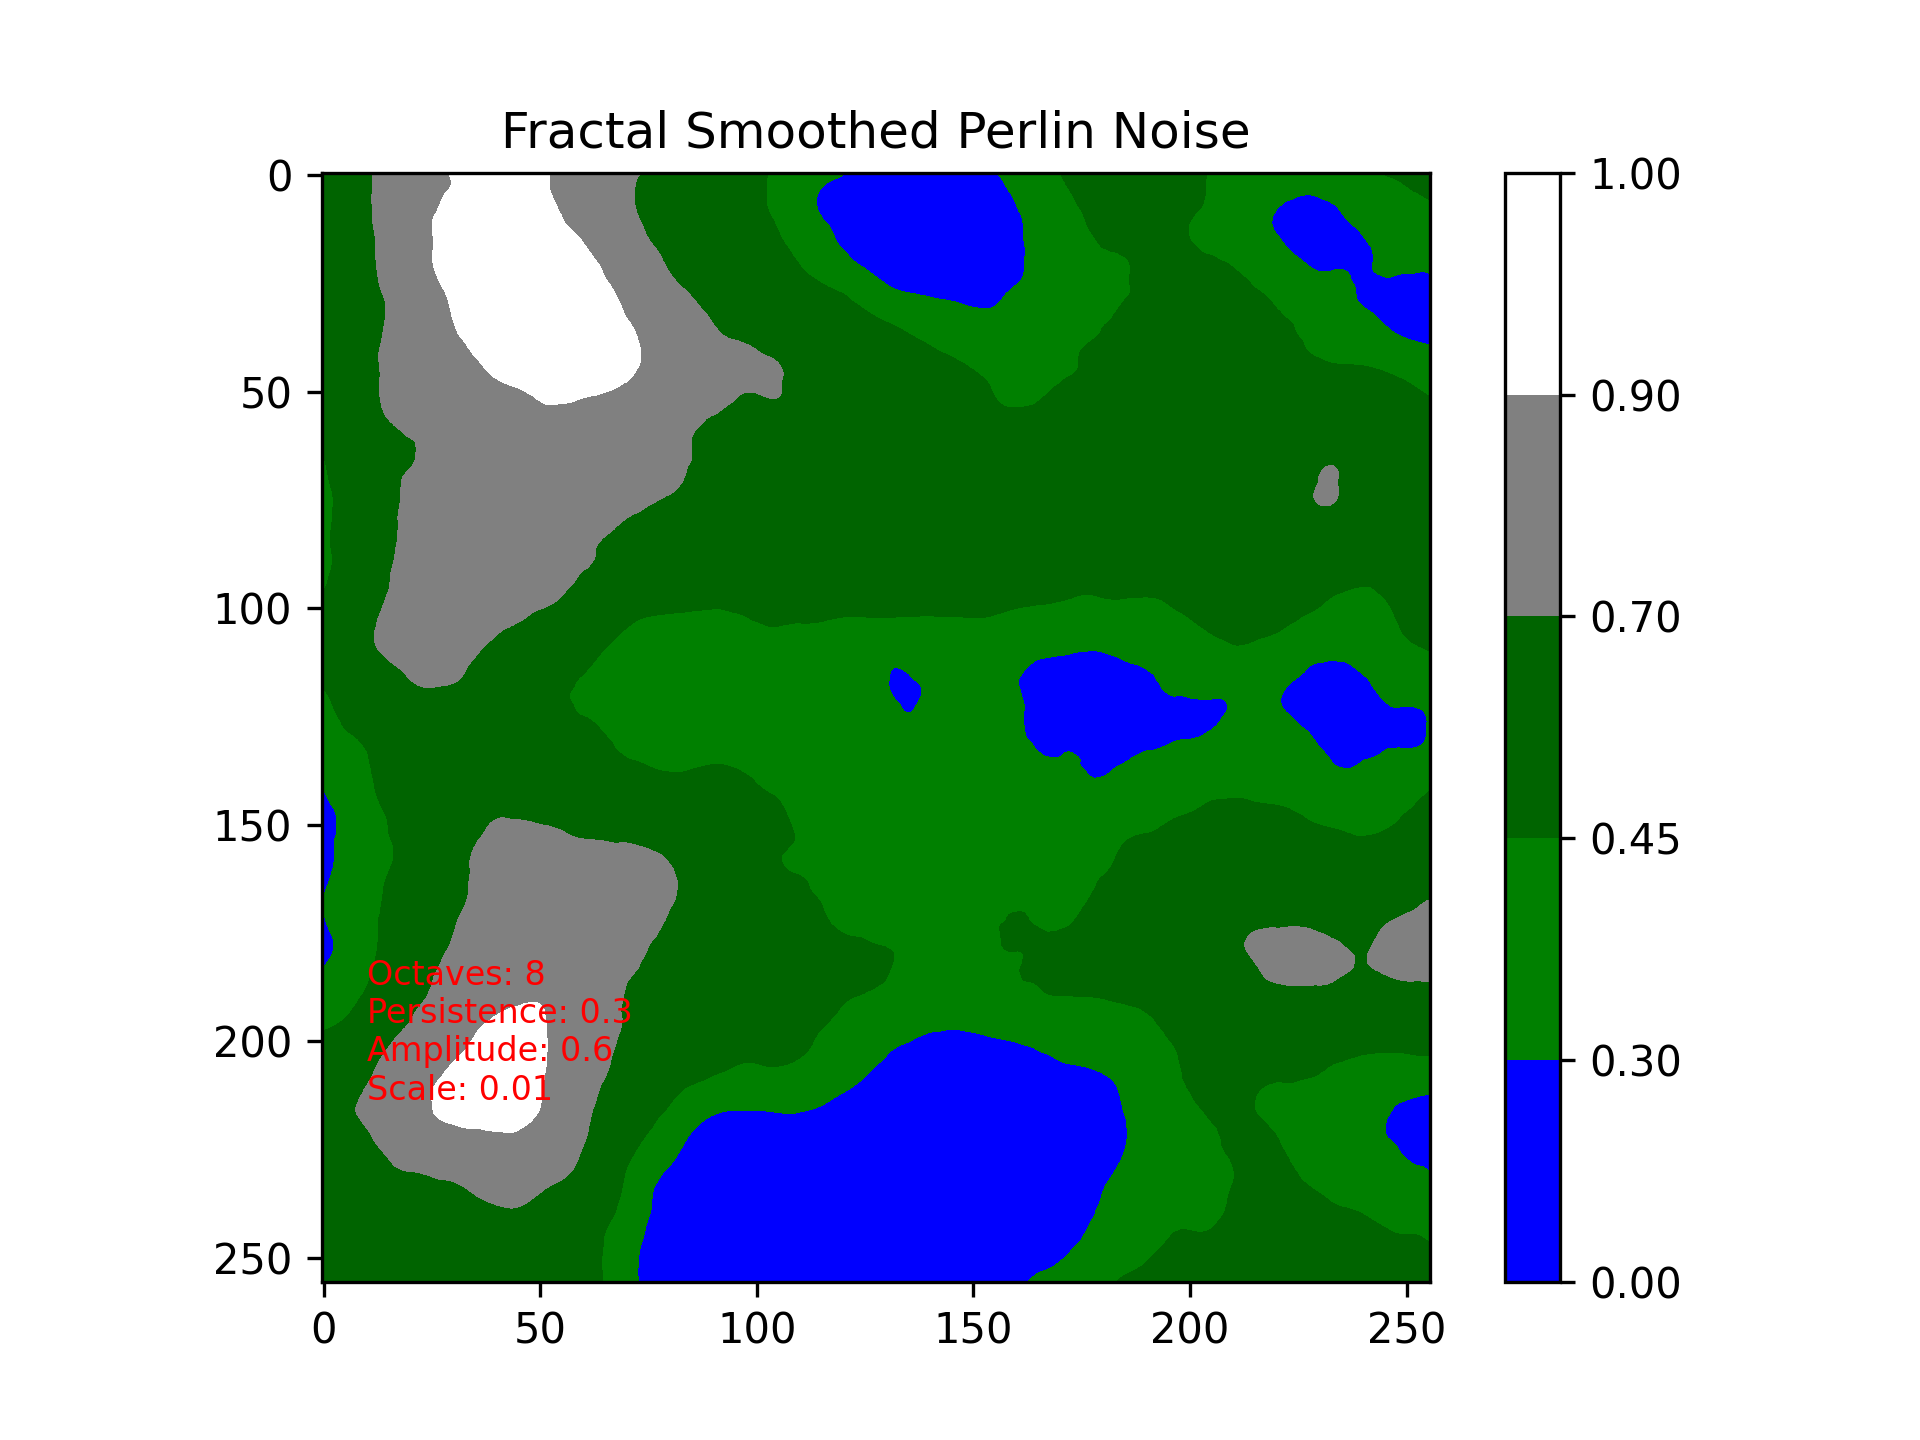 Fractal Smoothed Perlin Noise
0
50
100
150
200
250
0 50 100 150 200 250
Octaves: 8
Persistence: 0.3
Amplitude: 0.6
Scale: 0.01
1.00
0.90
0.70
0.45
0.30
0.00